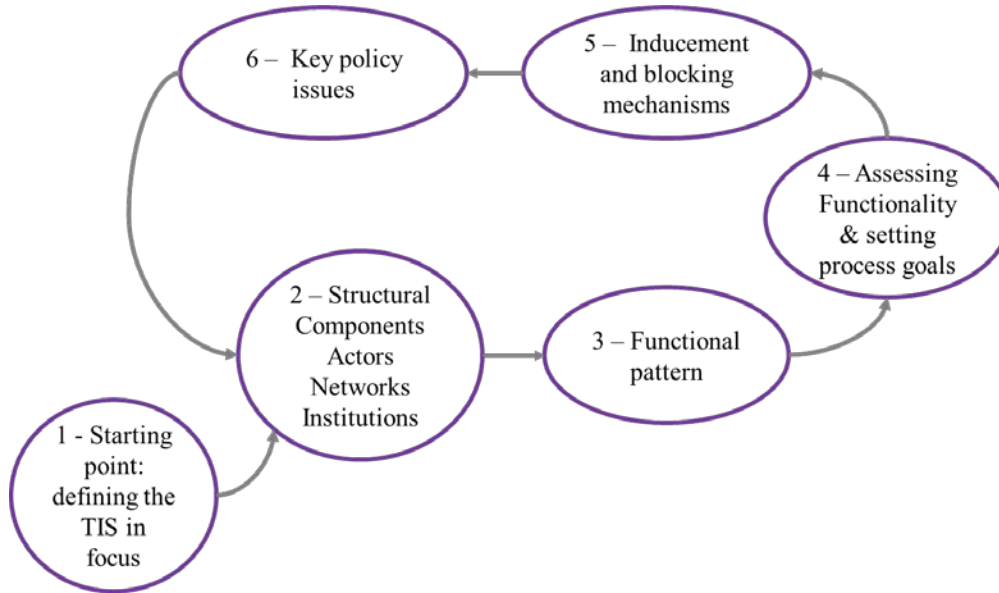 6 – Key policy
issues
5 – Inducement
and blocking
mechanisms
4 – Assessing
Functionality
& setting
process goals
2 – Structural
Components
Actors
Networks
Institutions
3 – Functional
pattern
1 - Starting
point:
defining the
TIS in
focus